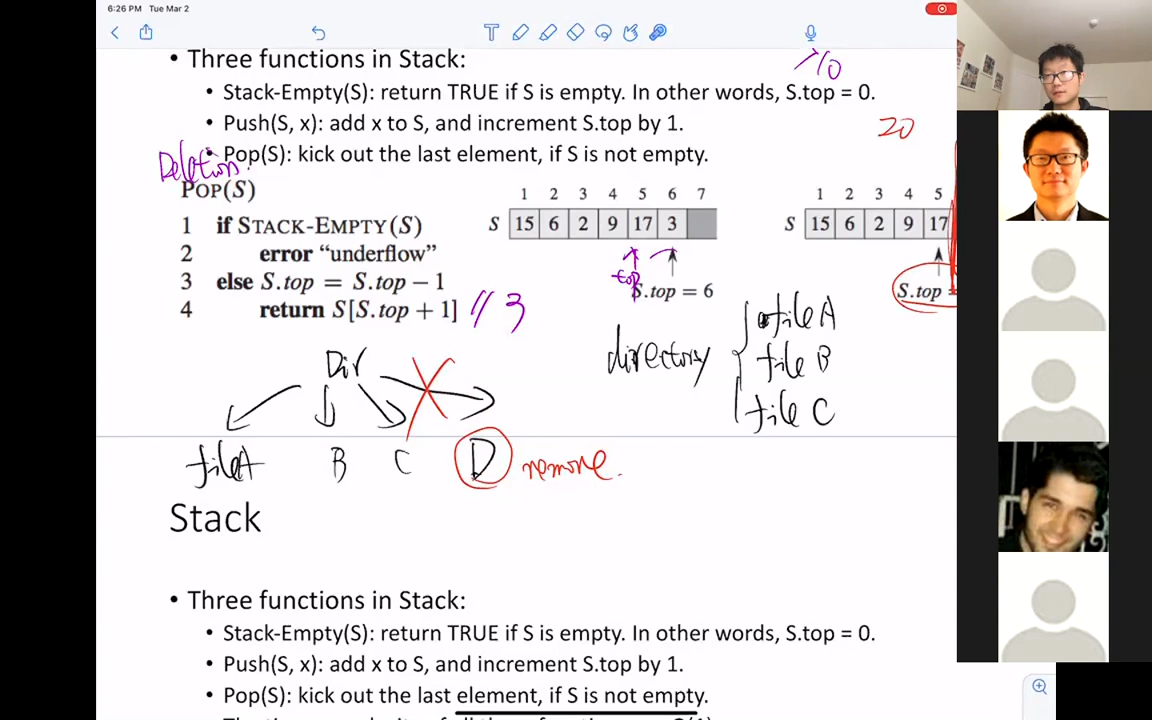 6:26 PM Tue Mar 2
• Three functions in Stack:
• Stack-Empty(S): return TRUE if S is empty. In other words, S.top = 0.
• Push(S, x): add x to S, and increment S.top by 1.
20
• Pop(S): kick out the last element, if S is not empty.
Deletion
POP(S)
1 if STACK-EMPTY(S)
2 error "underflow"
3 else S.top = S.top − 1
4 return S[S.top + 1] // 3
1 2 3 4 5 6 7
S 15 6 2 9 17 3
top
S.top = 6
1 2 3 4 5
S 15 6 2 9 17
S.top
directory
file A
file B
file C
Dir
file A B C D remove.
Stack
• Three functions in Stack:
• Stack-Empty(S): return TRUE if S is empty. In other words, S.top = 0.
• Push(S, x): add x to S, and increment S.top by 1.
• Pop(S): kick out the last element, if S is not empty.